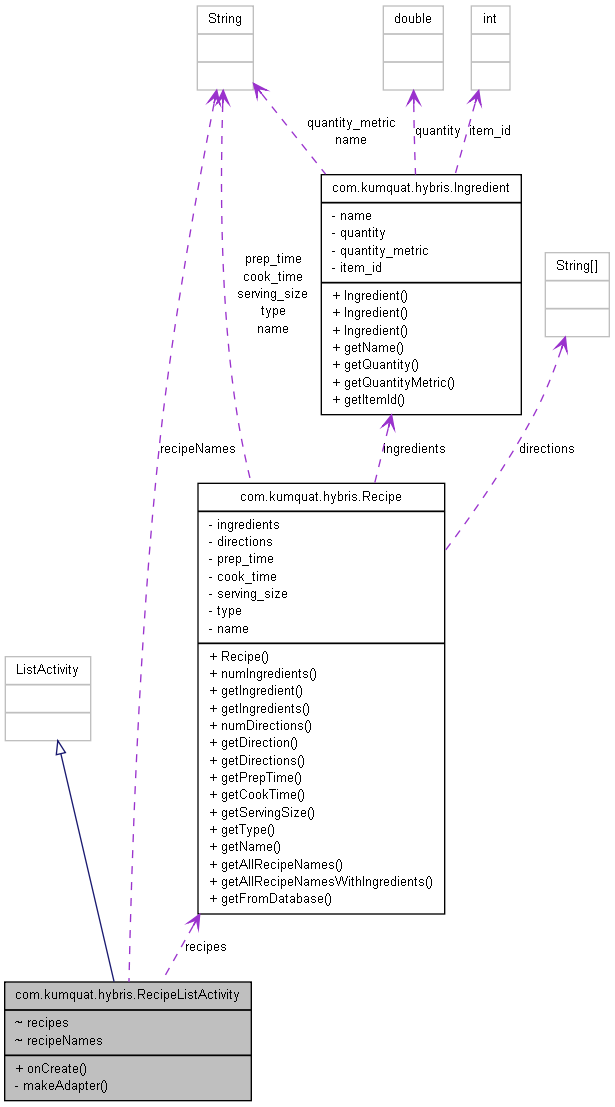 String
double
int
quantity_metric
name
quantity
item_id
com.kumquat.hybris.Ingredient
- name
- quantity
- quantity_metric
- item_id
+ Ingredient()
+ Ingredient()
+ Ingredient()
+ getName()
+ getQuantity()
+ getQuantityMetric()
+ getItemId()
String[]
prep_time
cook_time
serving_size
type
name
recipeNames
ingredients
directions
com.kumquat.hybris.Recipe
- ingredients
- directions
- prep_time
- cook_time
- serving_size
- type
- name
+ Recipe()
+ numIngredients()
+ getIngredient()
+ getIngredients()
+ numDirections()
+ getDirection()
+ getDirections()
+ getPrepTime()
+ getCookTime()
+ getServingSize()
+ getType()
+ getName()
+ getAllRecipeNames()
+ getAllRecipeNamesWithIngredients()
+ getFromDatabase()
ListActivity
recipes
com.kumquat.hybris.RecipeListActivity
~ recipes
~ recipeNames
+ onCreate()
- makeAdapter()